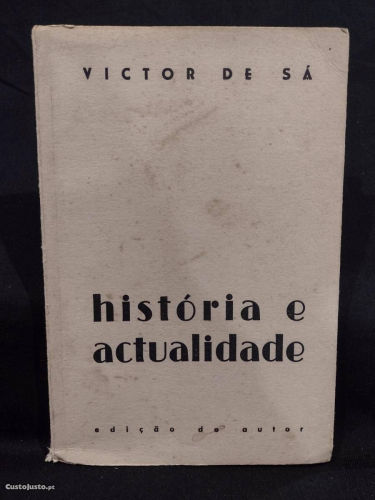 VICTOR DE SÁ
história e
actualidade
edição do autor
CustoJusto.pt